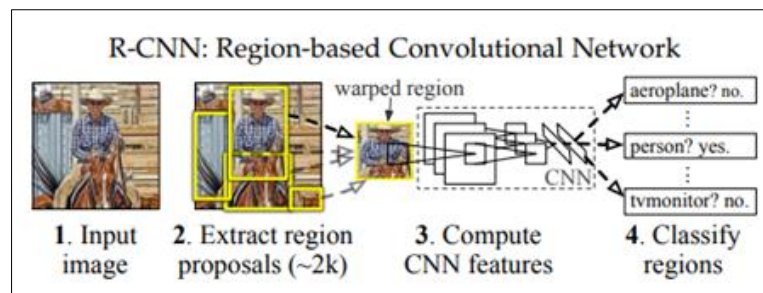 R-CNN: Region-based Convolutional Network
warped region
aeroplane? no.
person? yes.
tvmonitor? no.
CNN
1. Input
image
2. Extract region
proposals (~2k)
3. Compute
CNN features
4. Classify
regions